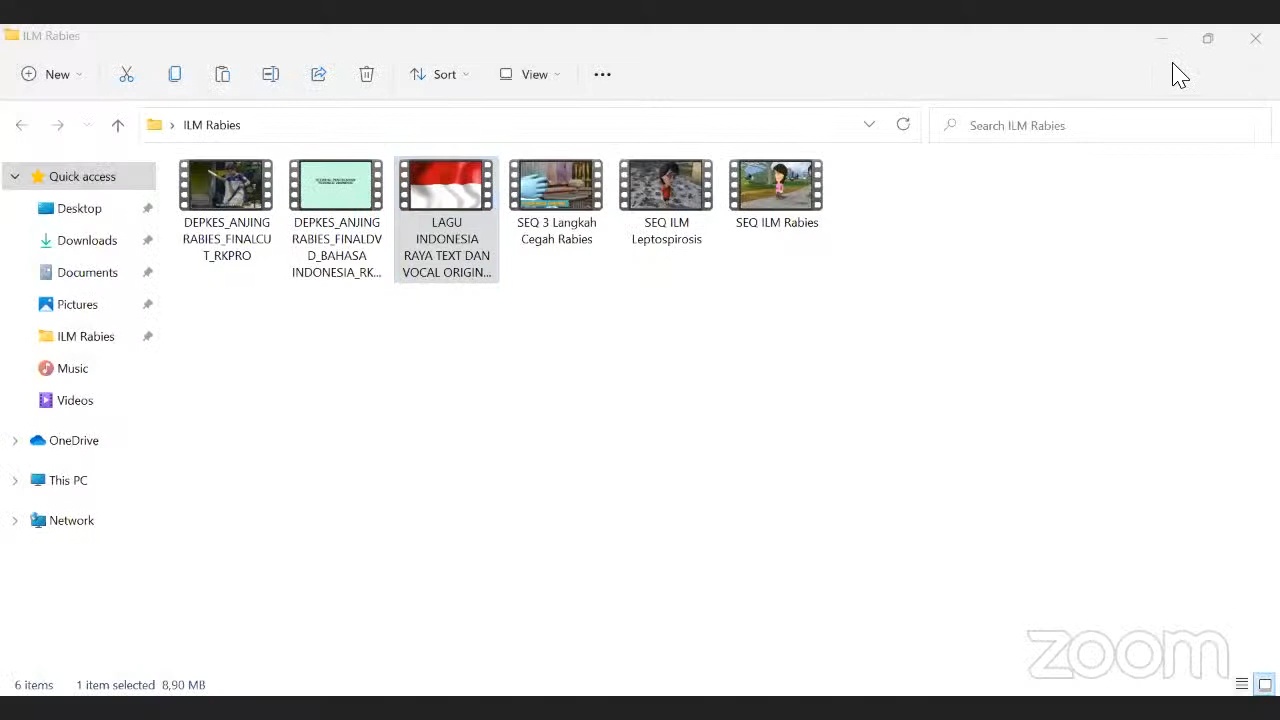 ILM Rabies
New
Sort
View
ILM Rabies
Search ILM Rabies
Quick access
Desktop
Downloads
Documents
Pictures
ILM Rabies
Music
Videos
OneDrive
This PC
Network
DEPKES_ANJING
RABIES_FINALCU
T_RKPRO
DEPKES_ANJING
RABIES_FINALDV
D_BAHASA
INDONESIA_RK...
LAGU
INDONESIA
RAYA TEXT DAN
VOCAL ORIGIN...
SEQ 3 Langkah
Cegah Rabies
SEQ ILM
Leptospirosis
SEQ ILM Rabies
zoom
6 items
1 item selected 8,90 MB